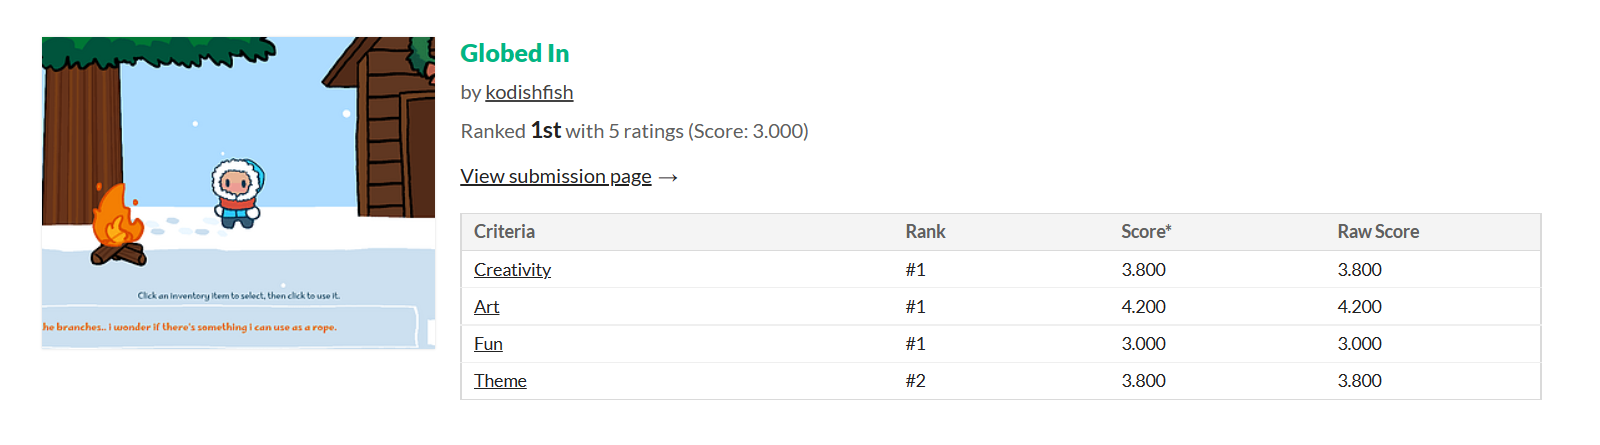 Globed In
by kodishfish
Ranked 1st with 5 ratings (Score: 3.000)
View submission page →
Criteria Rank Score* Raw Score
Creativity #1 3.800 3.800
Art #1 4.200 4.200
Fun #1 3.000 3.000
Theme #2 3.800 3.800
Click an inventory item to select, then click to use it.
he branches.. i wonder if there's something i can use as a rope.